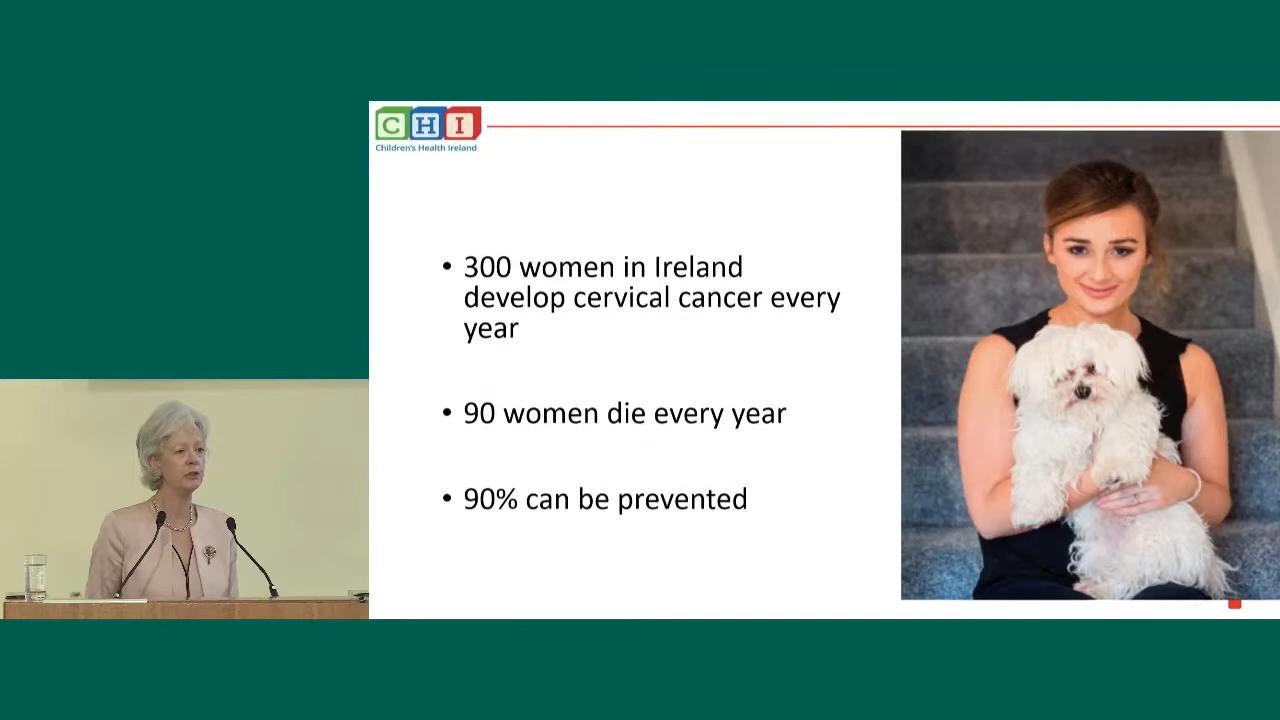 CHI
Children's Health Ireland
• 300 women in Ireland
develop cervical cancer every
year
• 90 women die every year
• 90% can be prevented